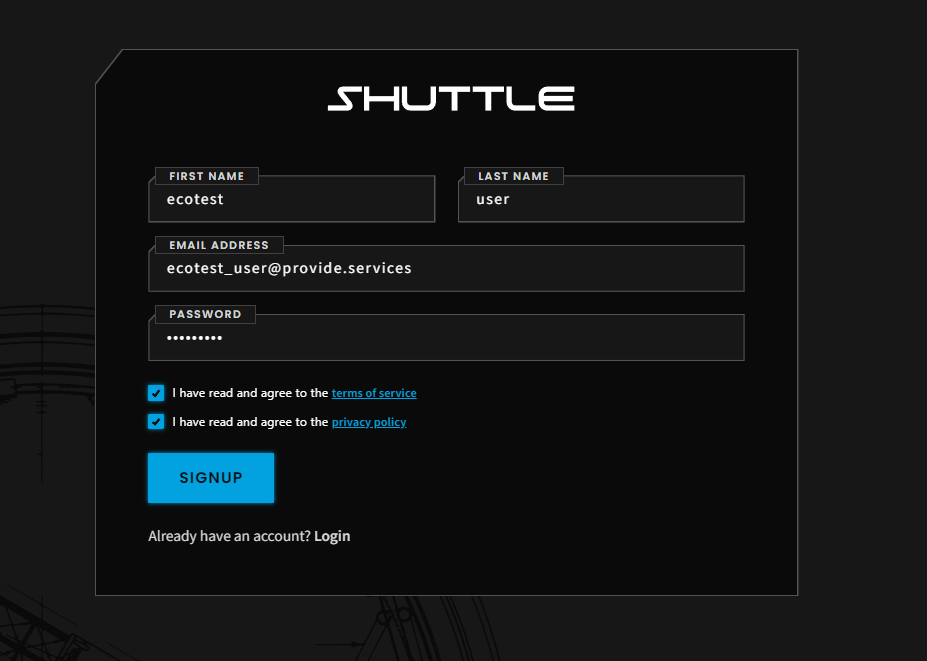 SHUTTLE
FIRST NAME
ecotest
LAST NAME
user
EMAIL ADDRESS
ecotest_user@provide.services
PASSWORD
•••••••••
I have read and agree to the terms of service
I have read and agree to the privacy policy
SIGNUP
Already have an account? Login